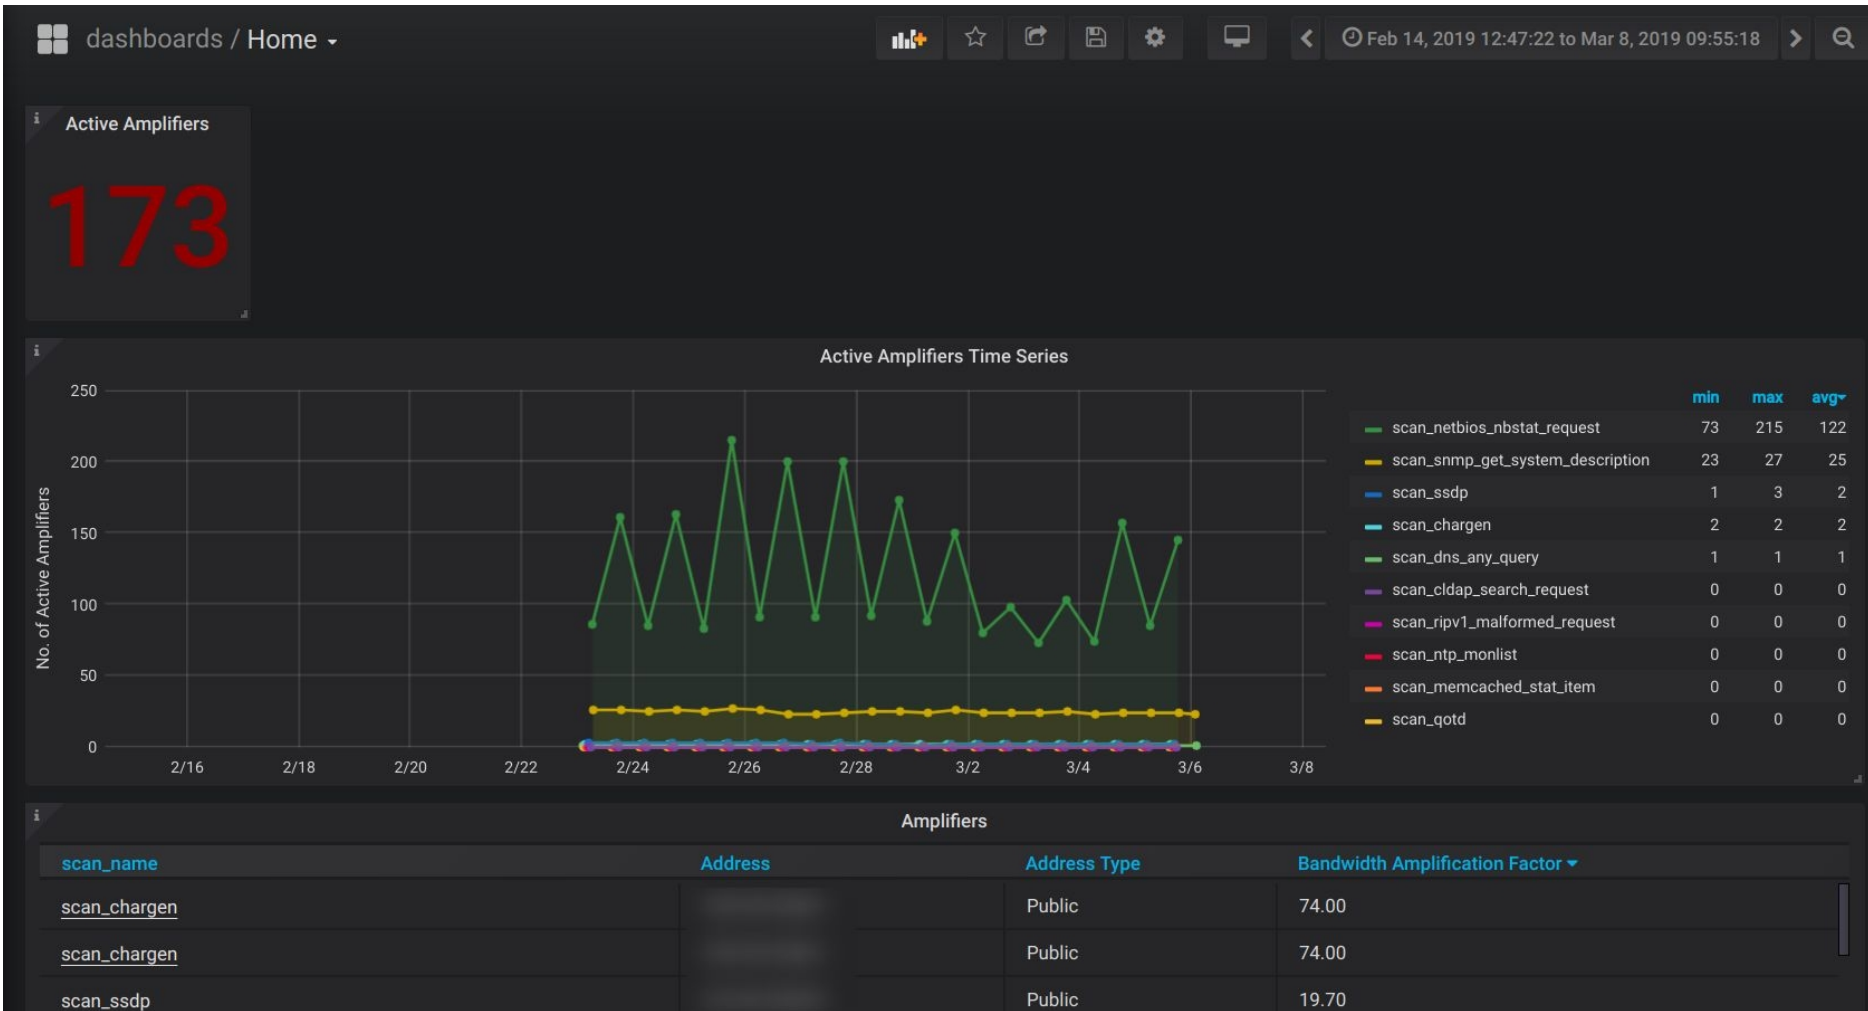 dashboards / Home
Feb 14, 2019 12:47:22 to Mar 8, 2019 09:55:18
i
Active Amplifiers
173
i
Active Amplifiers Time Series
No. of Active Amplifiers
250
200
150
100
50
0
2/16 2/18 2/20 2/22 2/24 2/26 2/28 3/2 3/4 3/6 3/8
min max avg
scan_netbios_nbstat_request 73 215 122
scan_snmp_get_system_description 23 27 25
scan_ssdp 1 3 2
scan_chargen 2 2 2
scan_dns_any_query 1 1 1
scan_cldap_search_request 0 0 0
scan_ripv1_malformed_request 0 0 0
scan_ntp_monlist 0 0 0
scan_memcached_stat_item 0 0 0
scan_qotd 0 0 0
i
Amplifiers
scan_name Address Address Type Bandwidth Amplification Factor
scan_chargen Public 74.00
scan_chargen Public 74.00
scan_ssdp Public 19.70